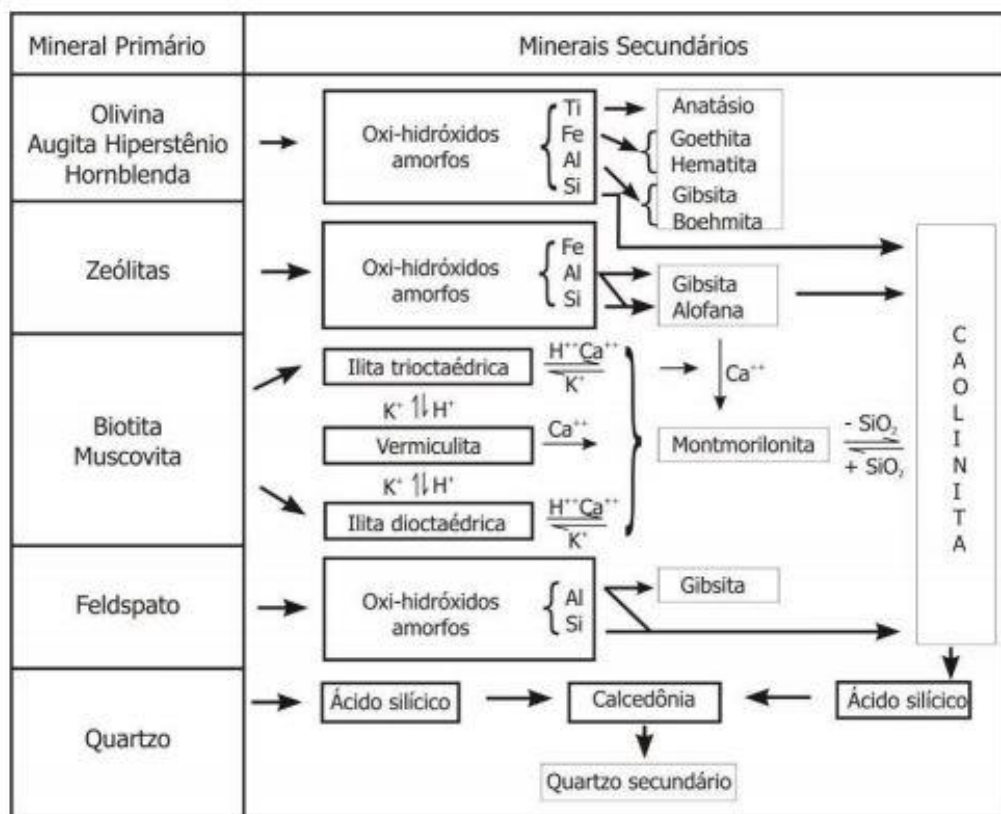 Mineral Primário
Minerais Secundários
Olivina
Augita Hiperstênio
Hornblenda
Oxi-hidróxidos
amorfos
Ti
Fe
Al
Si
Anatásio
Goethita
Hematita
Gibsita
Boehmita
Zeólitas
Oxi-hidróxidos
amorfos
Fe
Al
Si
Gibsita
Alofana
Ca⁺⁺
Biotita
Muscovita
Ilita trioctaédrica
H⁺⁺Ca⁺⁺
K⁺
K⁺ H⁺
Vermiculita
Ca⁺⁺
K⁺ H⁺
Ilita dioctaédrica
H⁺⁺Ca⁺⁺
K⁺
Montmorilonita
- SiO₂
+ SiO₂
C
A
O
L
I
N
I
T
A
Feldspato
Oxi-hidróxidos
amorfos
Al
Si
Gibsita
Quartzo
Ácido silícico
Calcedônia
Ácido silícico
Quartzo secundário